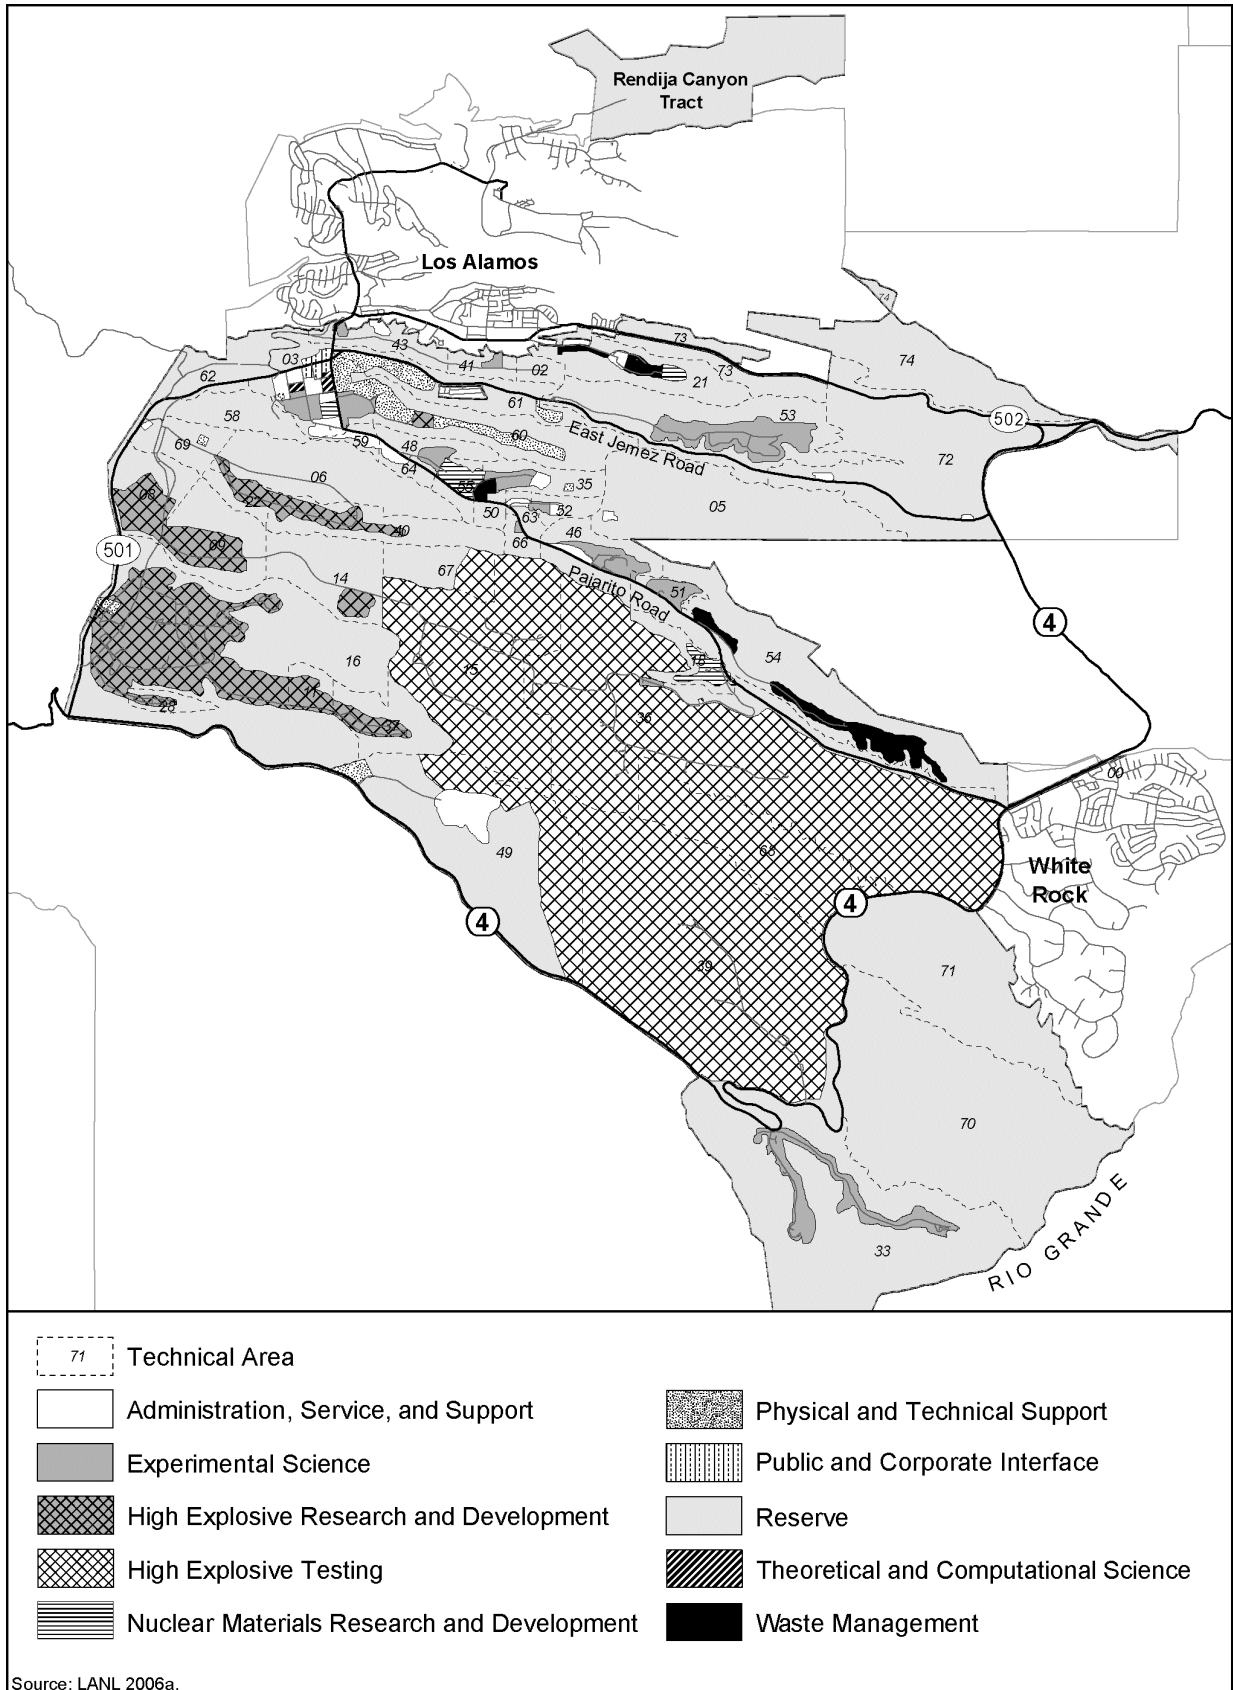 Rendija Canyon
Tract
Los Alamos
74
73
43
03
41
02
73
74
62
21
61
53
58
502
59
60
East Jemez Road
69
48
72
64
06
08
55
35
22
05
50
63
52
40
46
09
66
501
67
14
Pajarito Road
51
4
16
15
18
54
11
28
36
37
00
49
68
White
Rock
4
4
39
71
70
33
RIO GRANDE
71
Technical Area
Administration, Service, and Support
Physical and Technical Support
Experimental Science
Public and Corporate Interface
High Explosive Research and Development
Reserve
High Explosive Testing
Theoretical and Computational Science
Nuclear Materials Research and Development
Waste Management
Source: LANL 2006a.